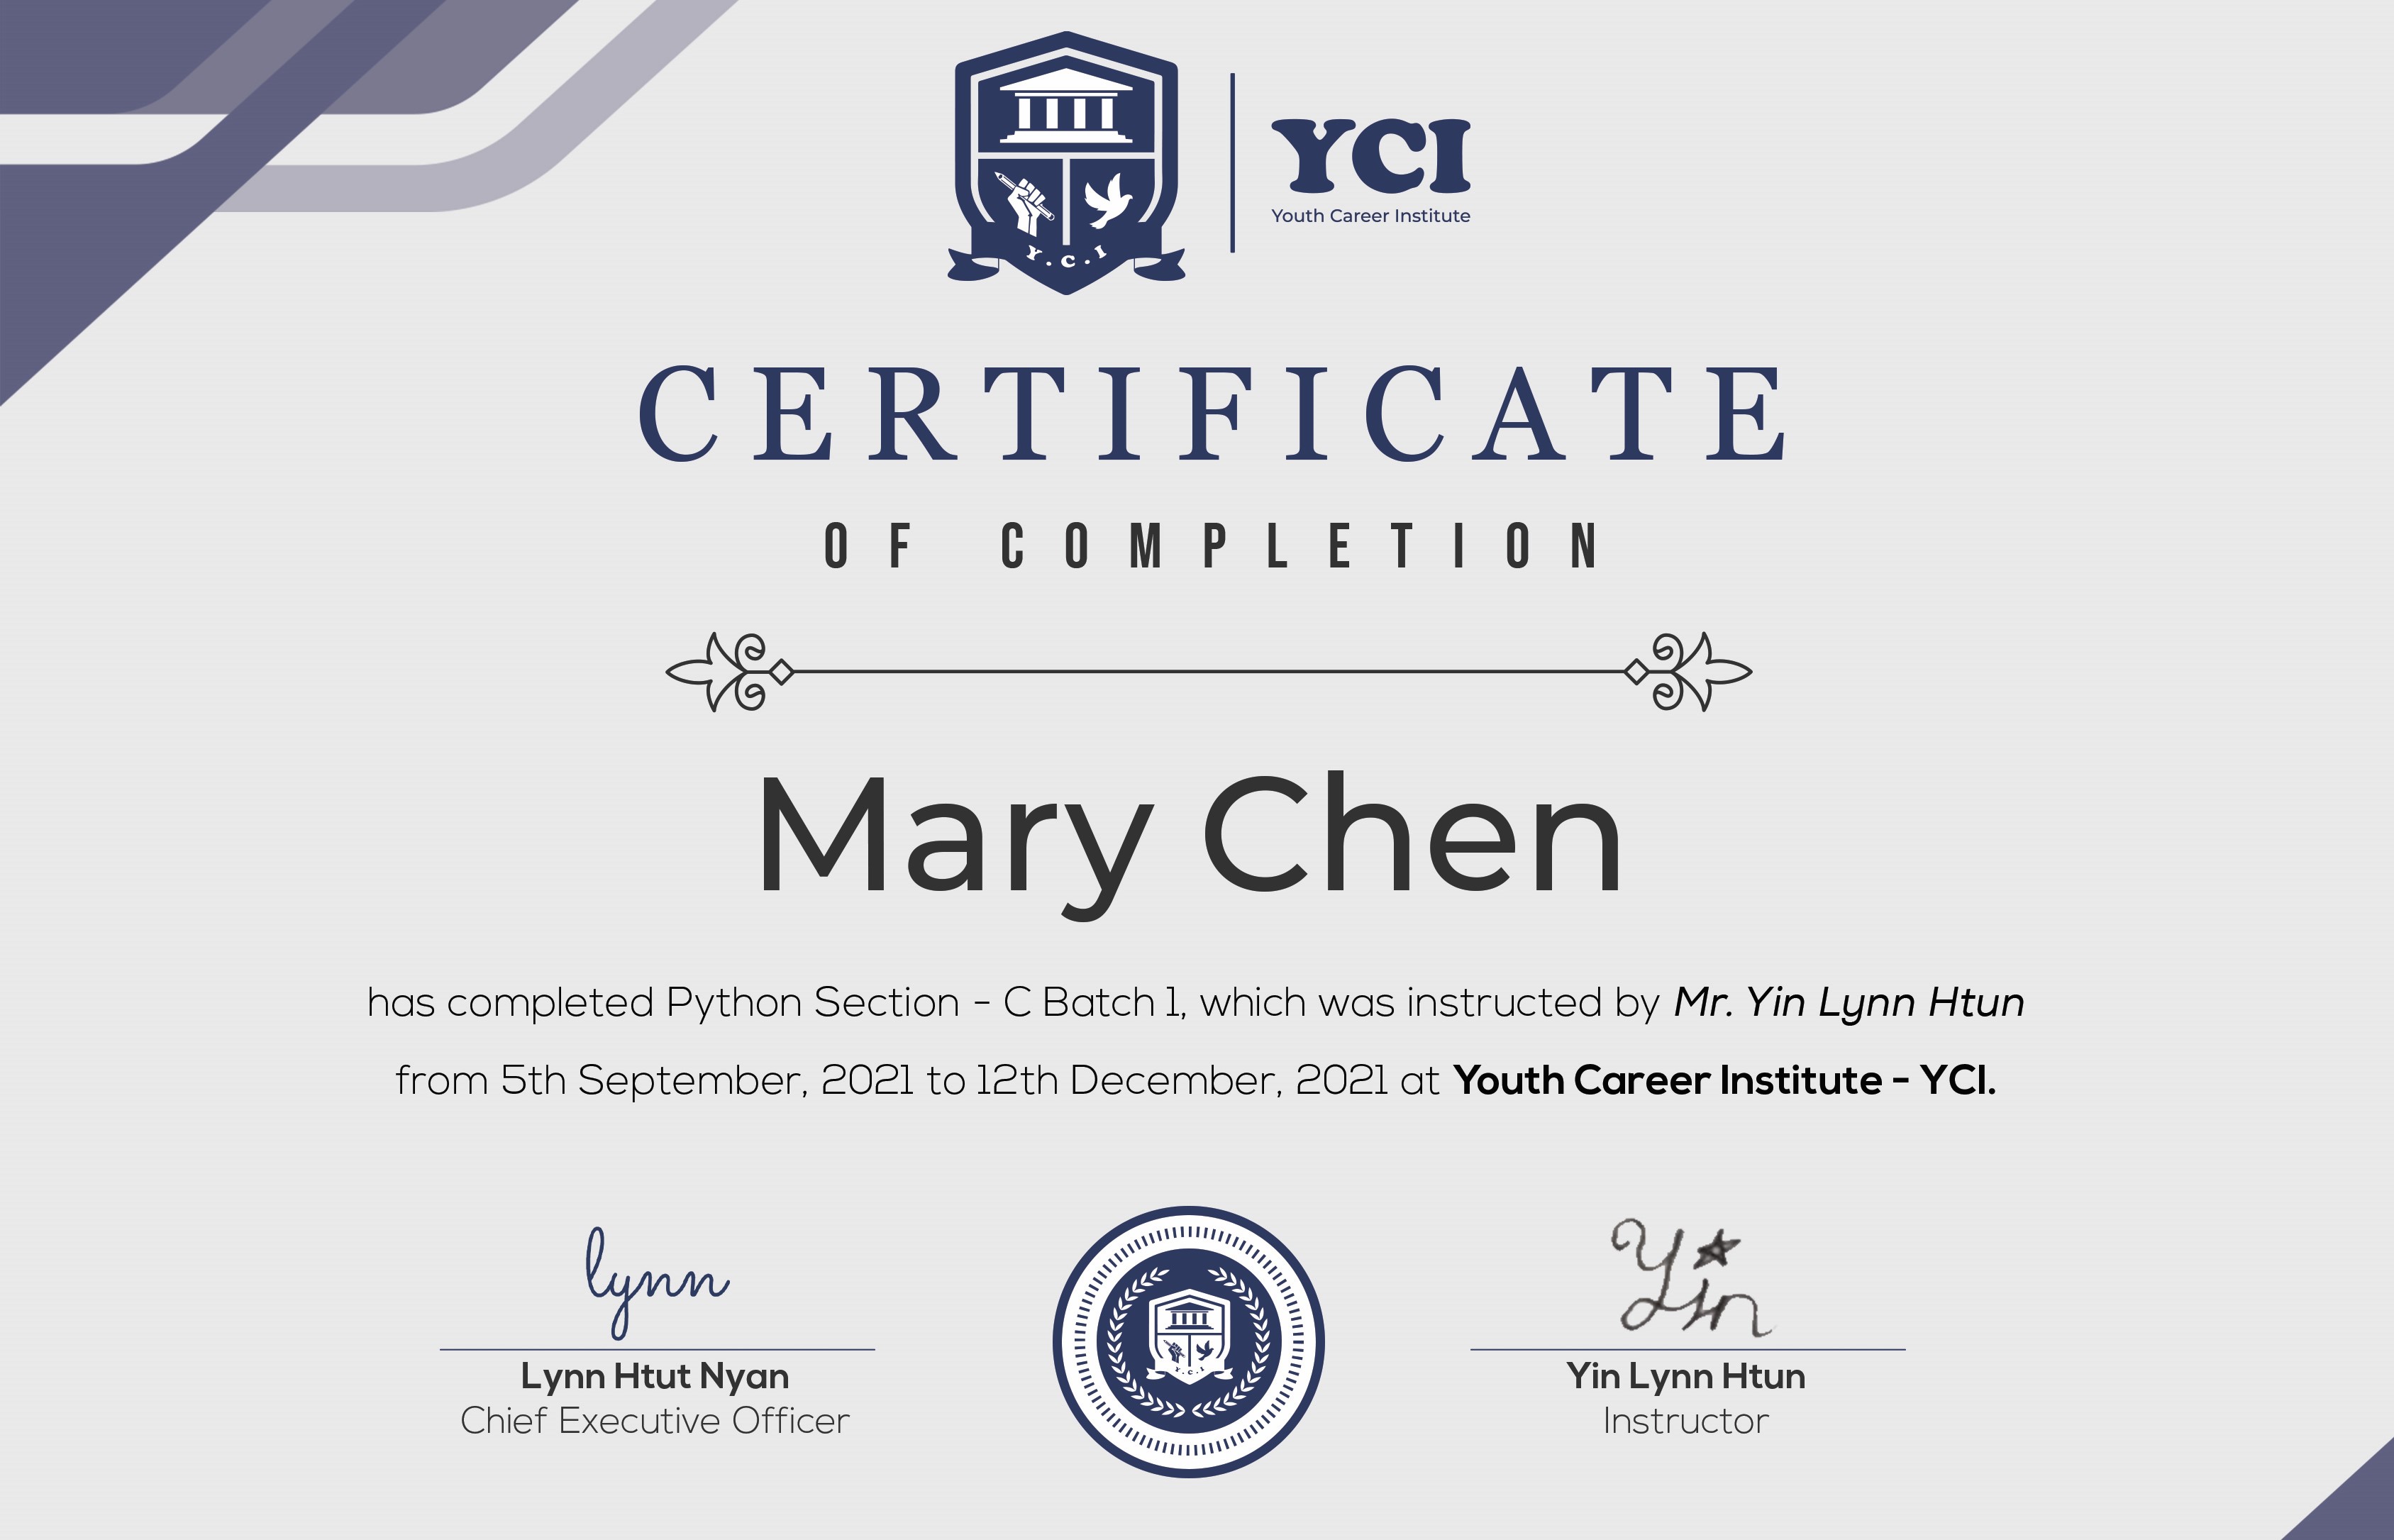 YCI
Youth Career Institute
Y.C.I
CERTIFICATE
OF COMPLETION
Mary Chen
has completed Python Section - C Batch 1, which was instructed by Mr. Yin Lynn Htun
from 5th September, 2021 to 12th December, 2021 at Youth Career Institute - YCI.
lynn
Yin
Lynn Htut Nyan
Chief Executive Officer
Y.C.I
Yin Lynn Htun
Instructor